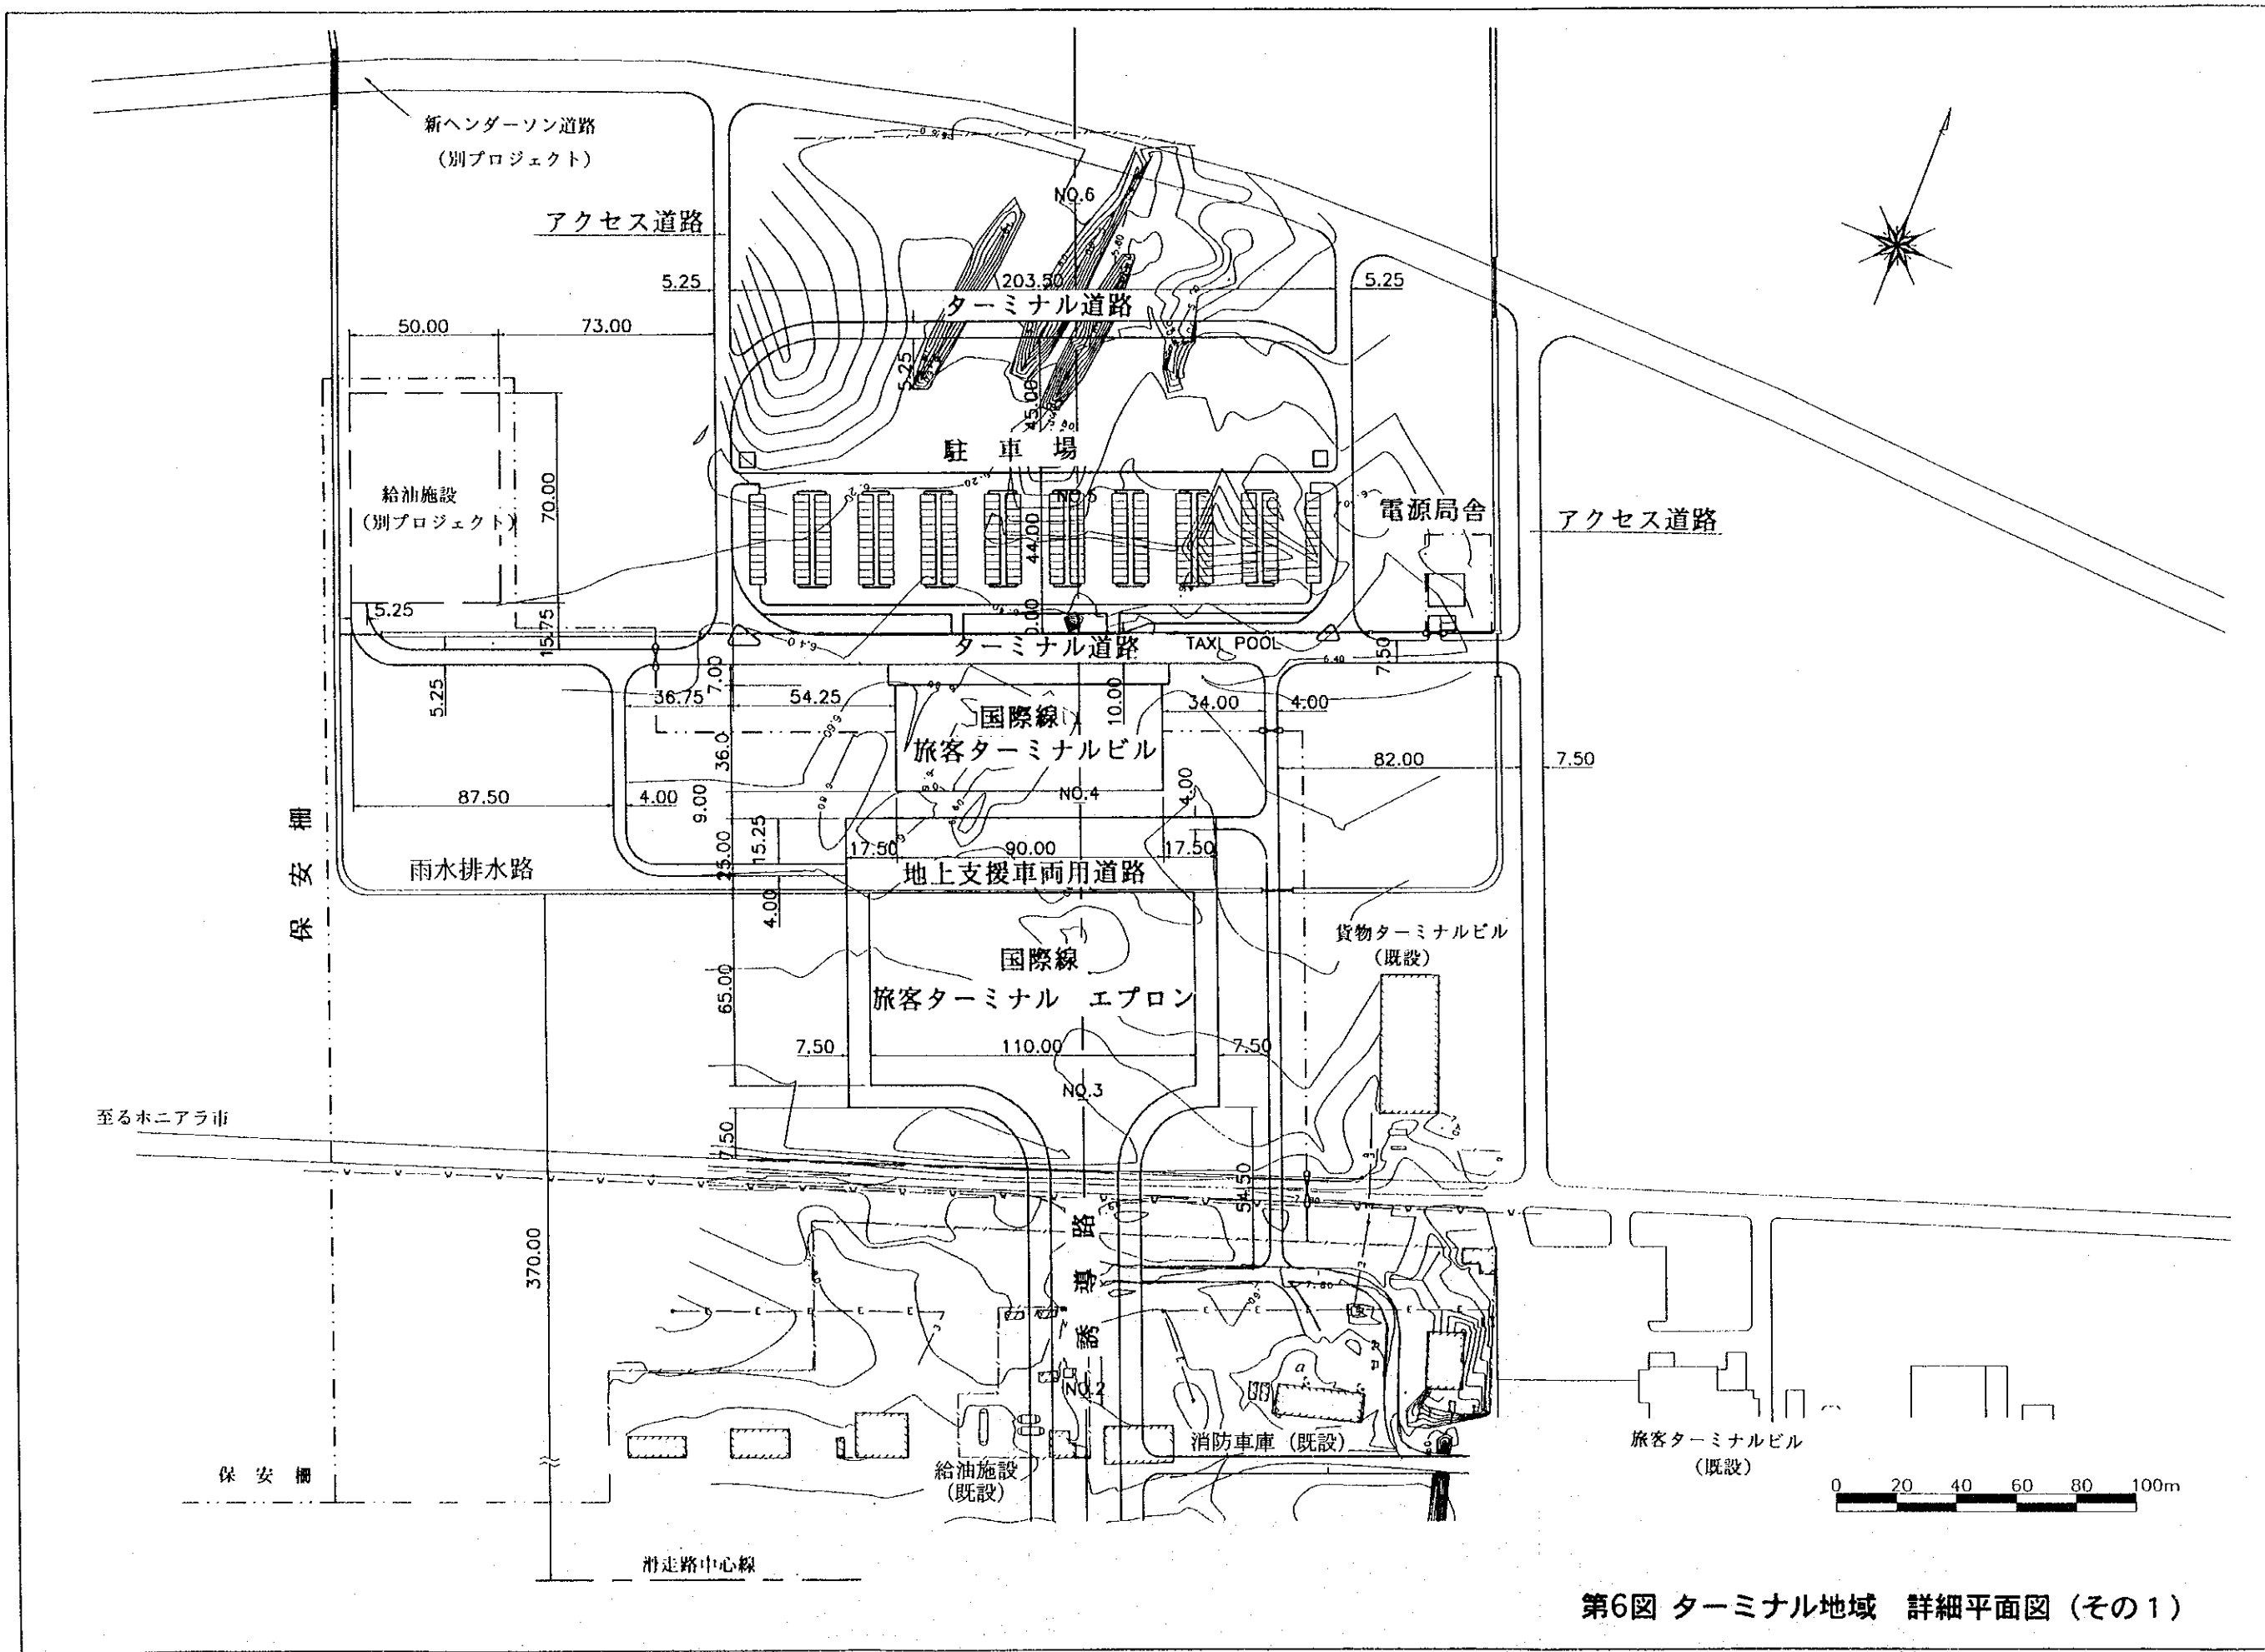 新ヘンダーソン道路
(別プロジェクト)
アクセス道路
NO.6
5.25
203.50
5.25
ターミナル道路
50.00
73.00
5.25
45.00
駐車場
給油施設
(別プロジェクト)
70.00
NO.5
44.00
電源局舎
アクセス道路
5.25
15.75
6.40
ターミナル道路
TAXI POOL
6.40
7.50
5.25
7.00
36.75
54.25
10.00
34.00
4.00
国際線
旅客ターミナルビル
36.0
6.60
82.00
7.50
87.50
4.00
9.00
NO.4
4.00
保安柵
15.25
25.00
17.50
90.00
17.50
雨水排水路
地上支援車両用道路
4.00
貨物ターミナルビル
(既設)
国際線
旅客ターミナル エプロン
65.00
7.50
110.00
7.50
NO.3
至るホニアラ市
7.50
54.50
370.00
誘導路
7.80
NO.2
消防車庫(既設)
旅客ターミナルビル
(既設)
給油施設
(既設)
保安柵
0 20 40 60 80 100m
滑走路中心線
第6図 ターミナル地域 詳細平面図(その1)